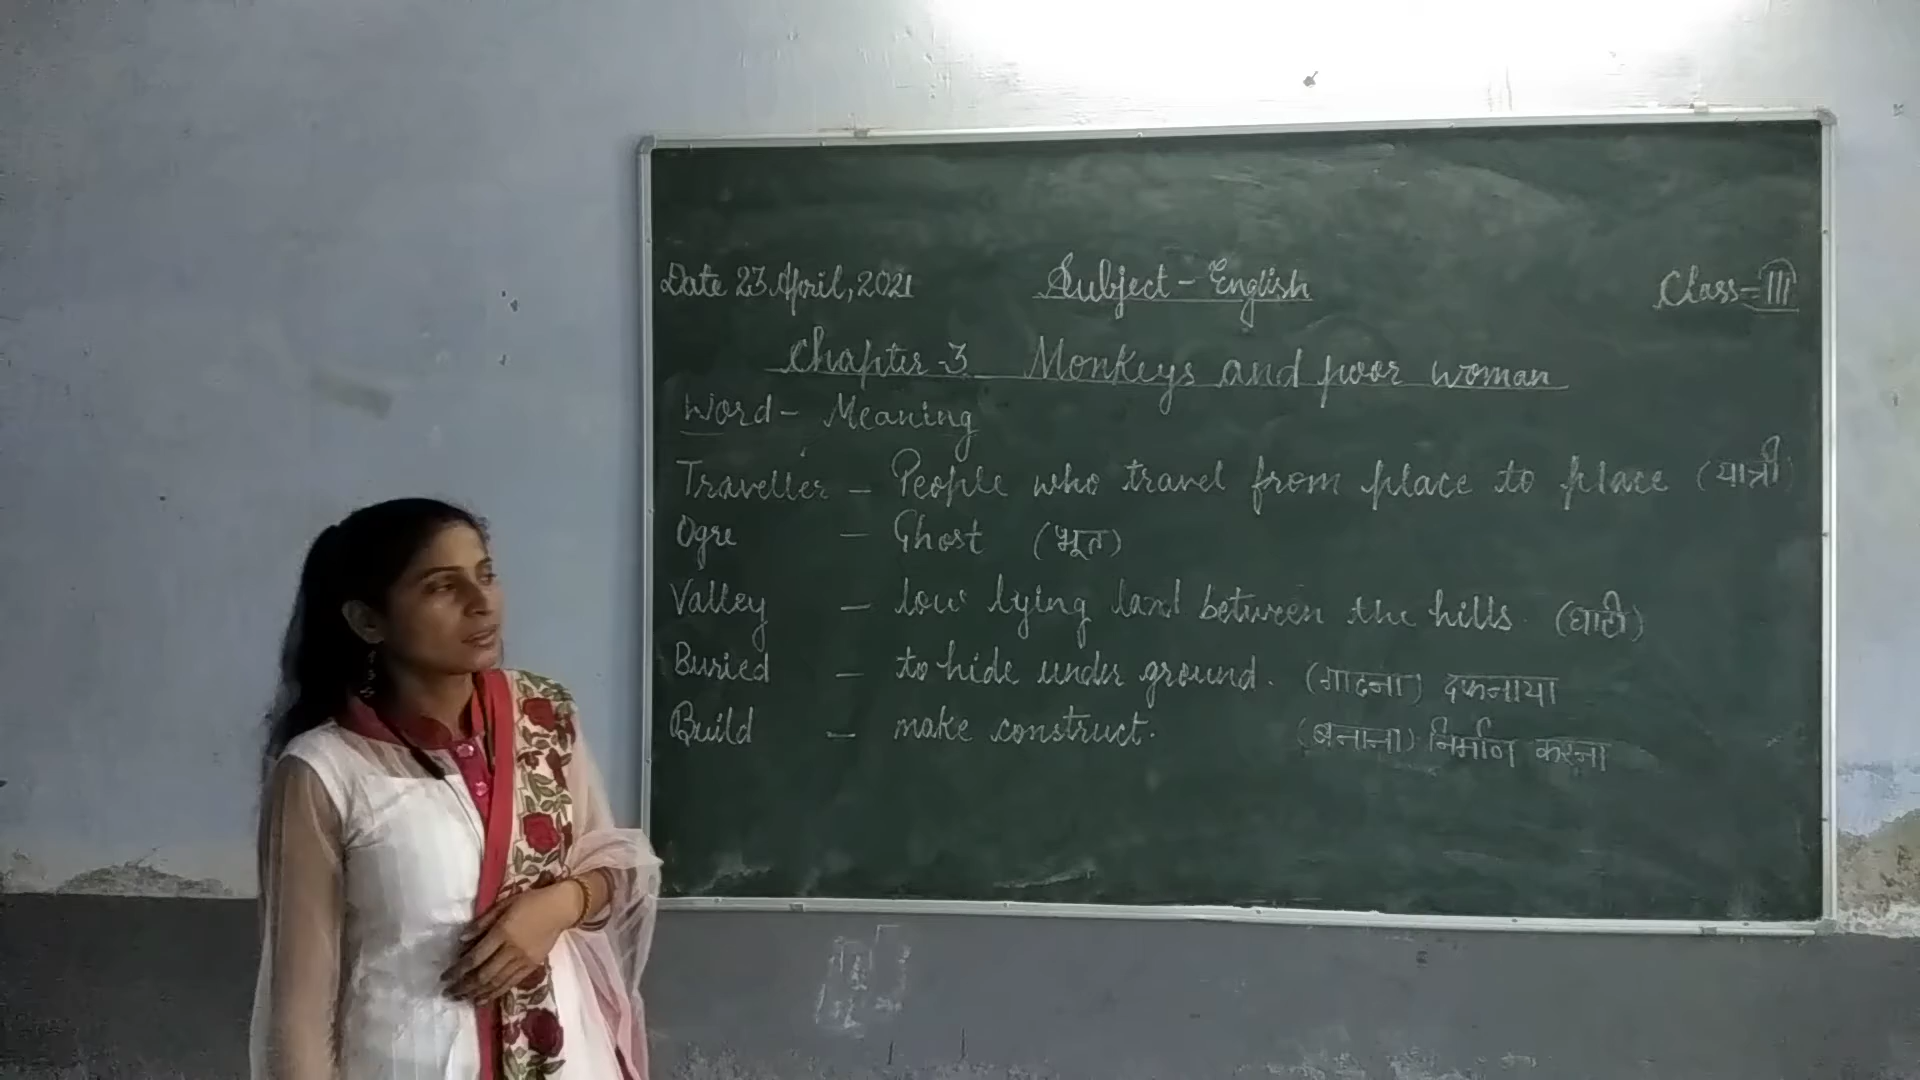 Date 23 April, 2021 Subject - English Class - III
Chapter - 3 Monkeys and poor woman
Word - Meaning
Traveller - People who travel from place to place (यात्री)
Ogre - Ghost (भूत)
Valley - low lying land between the hills. (घाटी)
Buried - to hide under ground. (गाढना) दफनाया
Build - make construct. (बनाना) निर्माण करना